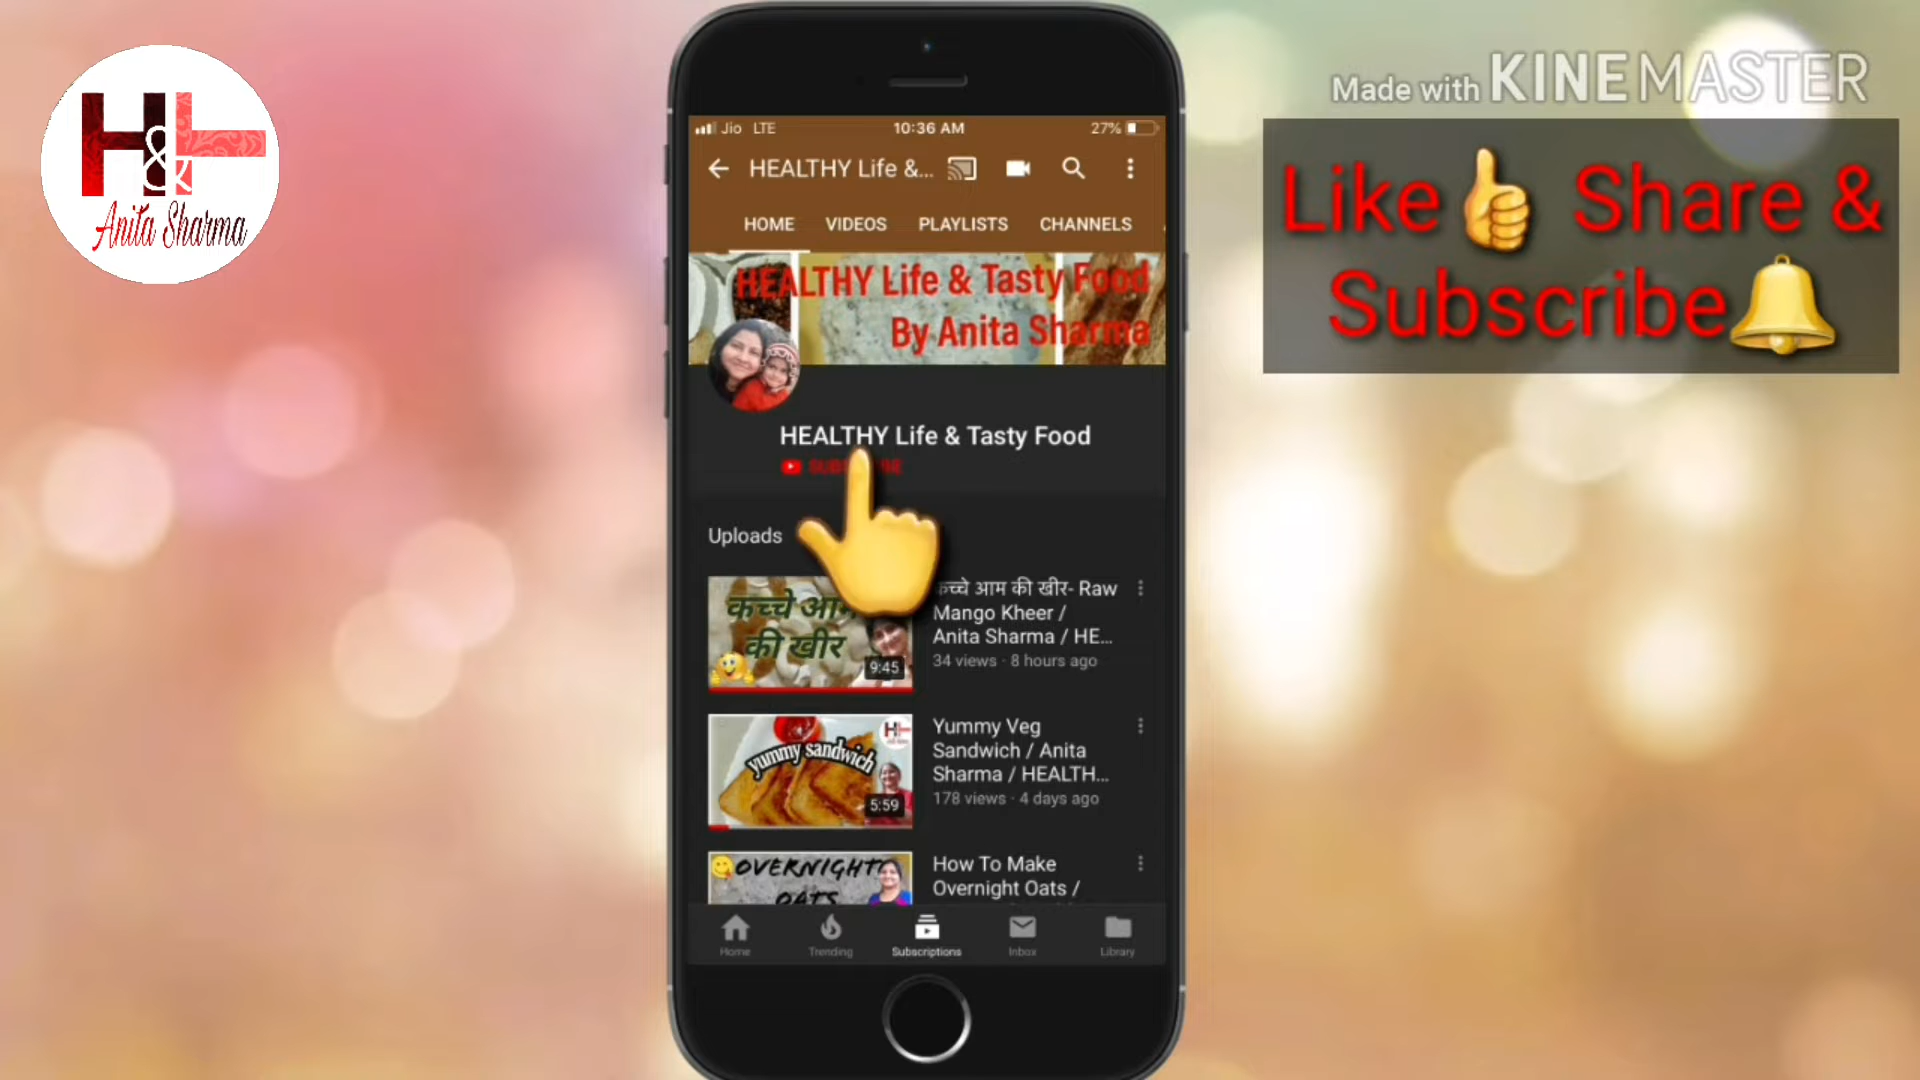 H&L
Anita Sharma
Made with KINEMASTER
Like Share &
Subscribe
Jio LTE 10:36 AM 27%
HEALTHY Life &...
HOME VIDEOS PLAYLISTS CHANNELS
HEALTHY Life & Tasty Food
By Anita Sharma
HEALTHY Life & Tasty Food
Uploads
कच्चे आम
की खीर
9:45
कच्चे आम की खीर- Raw
Mango Kheer /
Anita Sharma / HE...
34 views · 8 hours ago
yummy sandwich
5:59
Yummy Veg
Sandwich / Anita
Sharma / HEALTH...
178 views · 4 days ago
OVERNIGHT
OATS
How To Make
Overnight Oats /
Home Trending Subscriptions Inbox Library